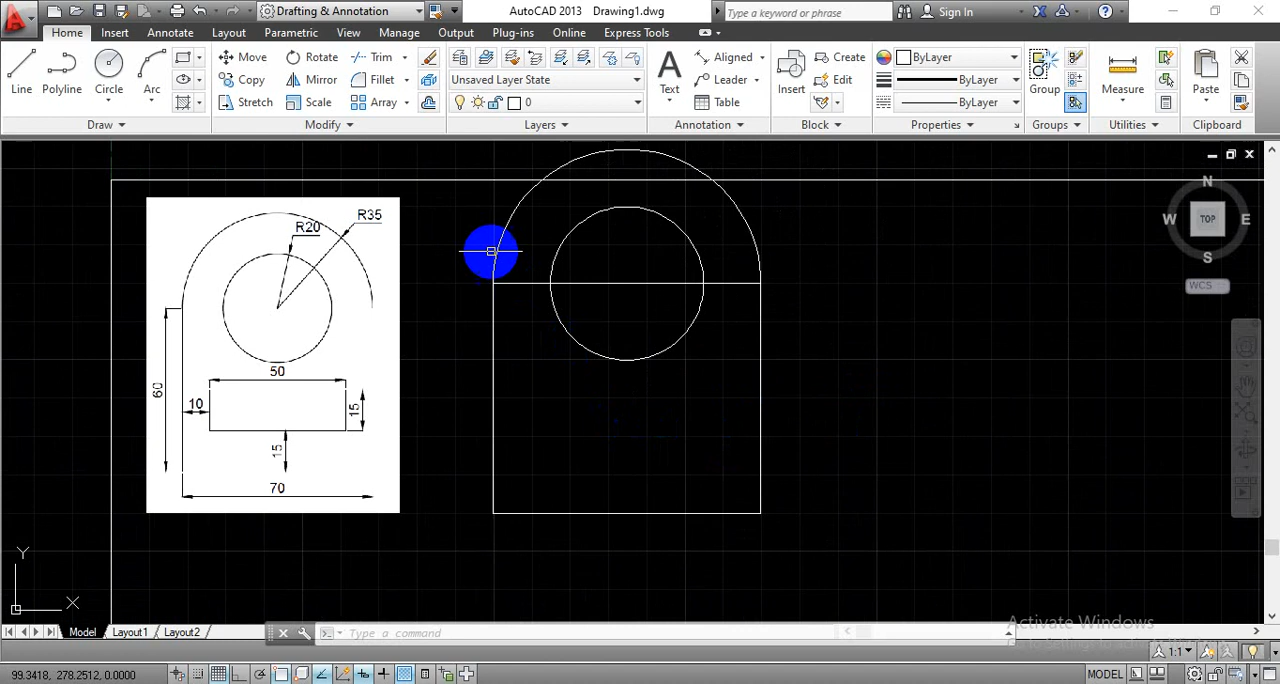 Drafting & Annotation
AutoCAD 2013 Drawing1.dwg
Type a keyword or phrase
Sign In
Home Insert Annotate Layout Parametric View Manage Output Plug-ins Online Express Tools
Line
Polyline
Circle
Arc
Draw
Move
Rotate
Trim
Copy
Mirror
Fillet
Stretch
Scale
Array
Modify
Unsaved Layer State
0
Layers
Text
Aligned
Leader
Table
Annotation
Insert
Create
Edit
Block
ByLayer
ByLayer
ByLayer
Properties
Group
Groups
Measure
Utilities
Paste
Clipboard
N
W
TOP
E
S
WCS
R35
R20
60
50
10
15
15
70
Y
X
Activate Windows
Model Layout1 Layout2
Type a command
1:1
99.3418, 278.2512, 0.0000
MODEL